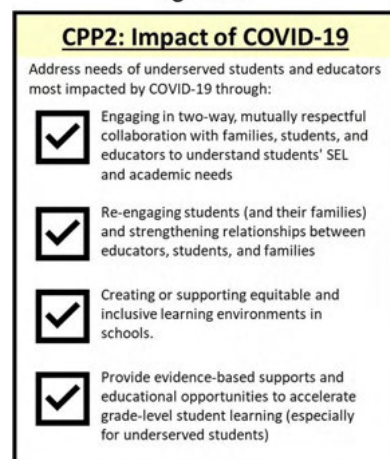 CPP2: Impact of COVID-19
Address needs of underserved students and educators
most impacted by COVID-19 through:
Engaging in two-way, mutually respectful
collaboration with families, students, and
educators to understand students' SEL
and academic needs
Re-engaging students (and their families)
and strengthening relationships between
educators, students, and families
Creating or supporting equitable and
inclusive learning environments in
schools.
Provide evidence-based supports and
educational opportunities to accelerate
grade-level student learning (especially
for underserved students)